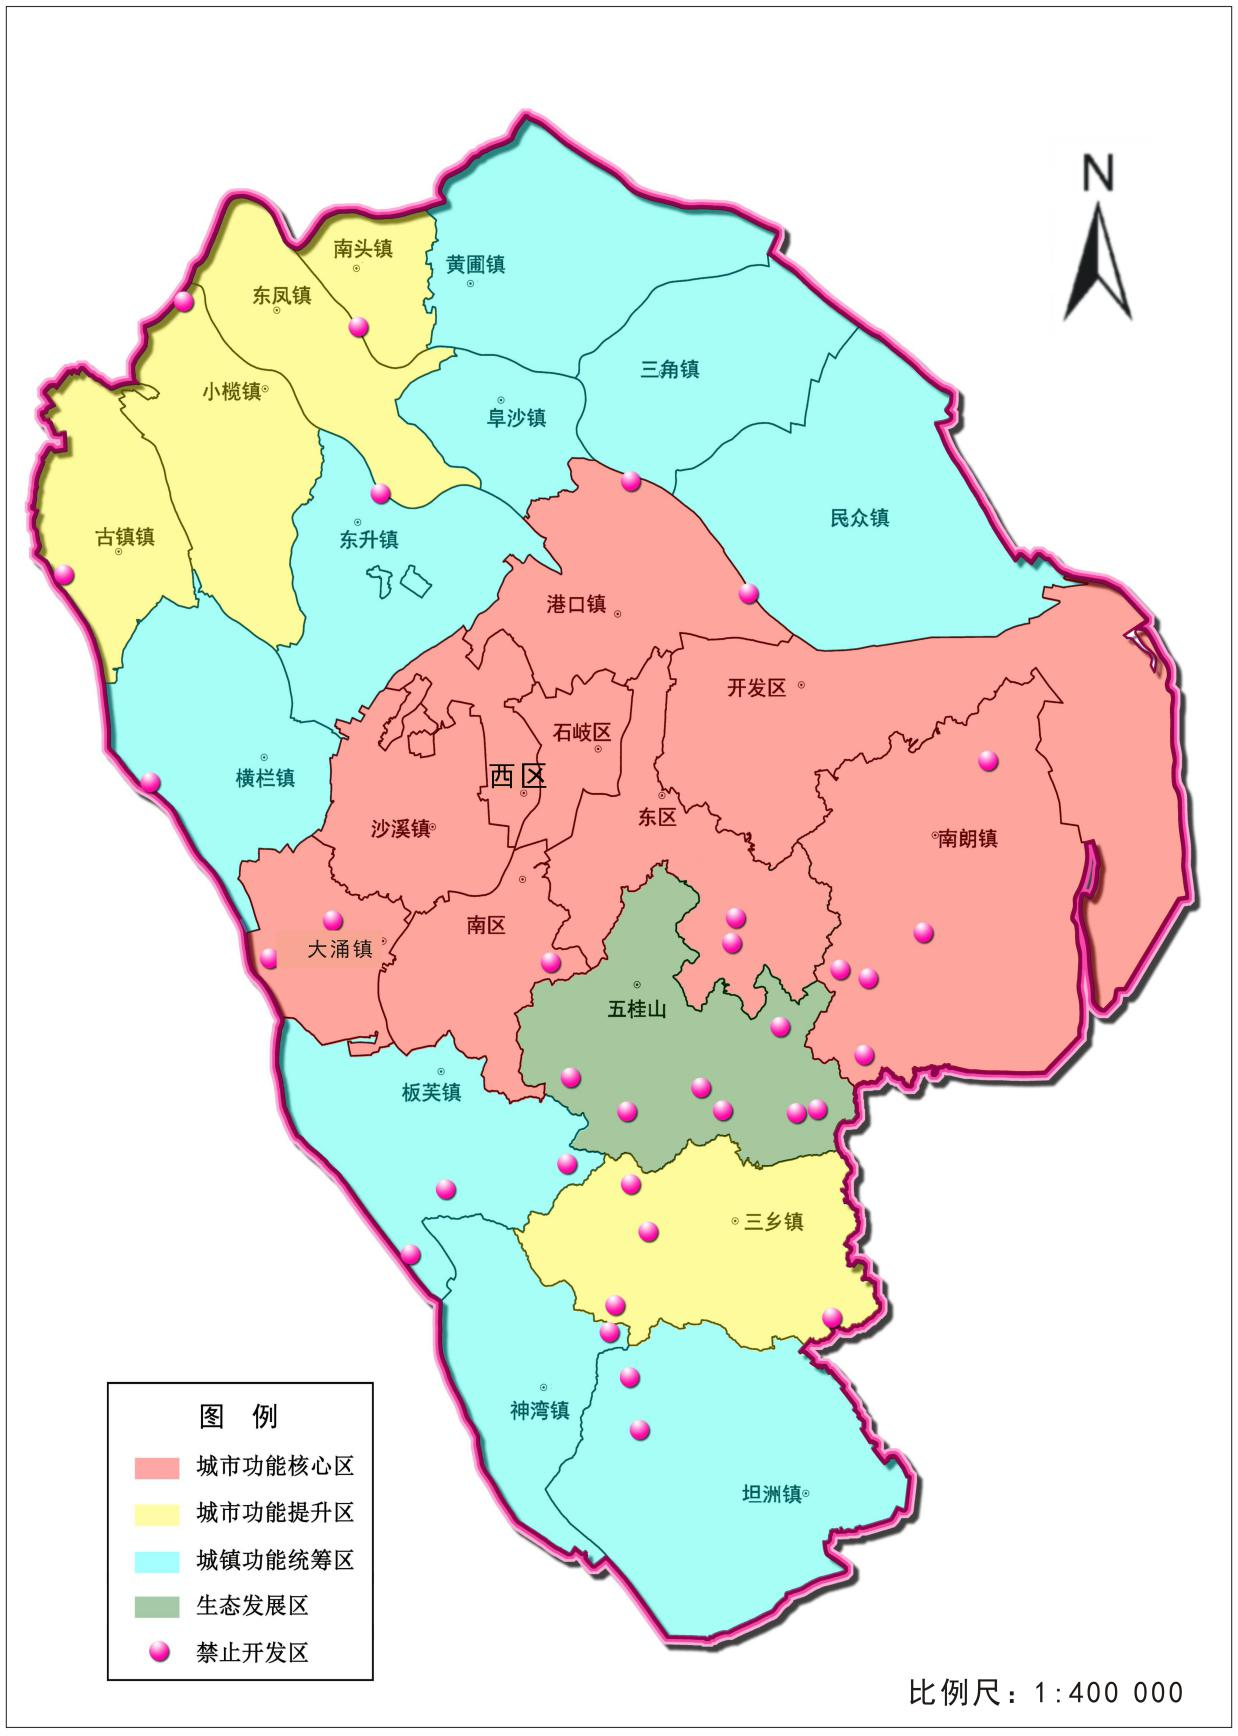 N
南头镇
黄圃镇
东凤镇
三角镇
小榄镇
阜沙镇
民众镇
古镇镇
东升镇
港口镇
开发区
石岐区
西区
横栏镇
东区
沙溪镇
南朗镇
南区
大涌镇
五桂山
板芙镇
三乡镇
神湾镇
坦洲镇
图 例
城市功能核心区
城市功能提升区
城镇功能统筹区
生态发展区
禁止开发区
比例尺：1:400 000